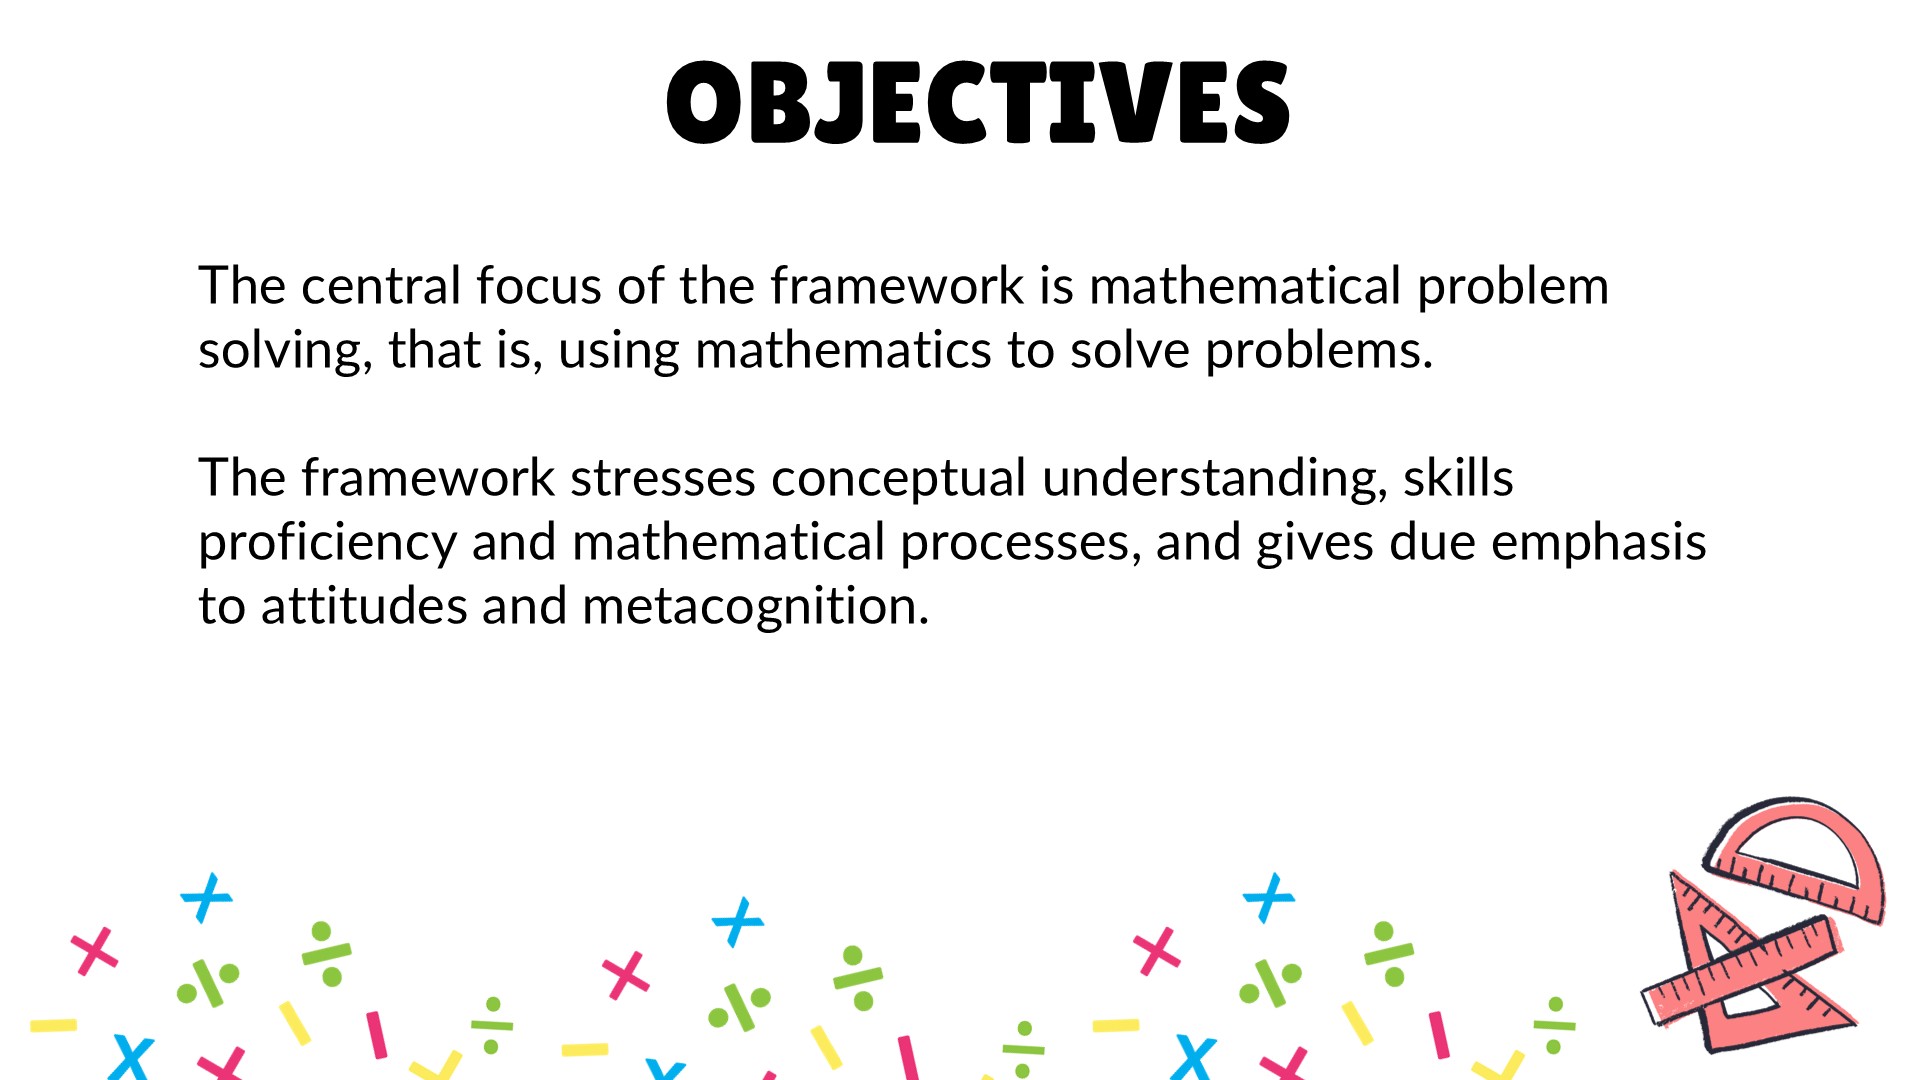 OBJECTIVES
The central focus of the framework is mathematical problem
solving, that is, using mathematics to solve problems.
The framework stresses conceptual understanding, skills
proficiency and mathematical processes, and gives due emphasis
to attitudes and metacognition.